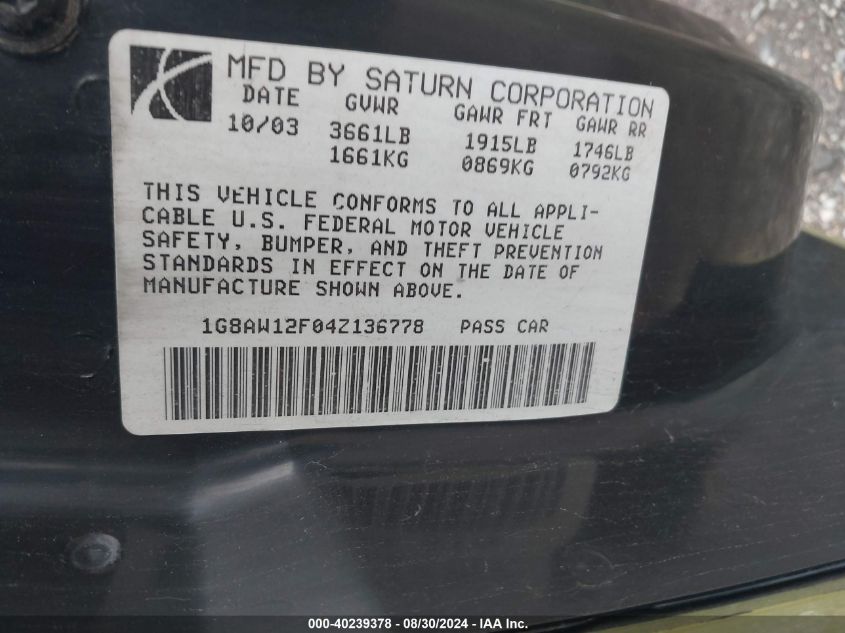 MFD BY SATURN CORPORATION
DATE GVWR GAWR FRT GAWR RR
10/03 3661LB 1915LB 1746LB
1661KG 0869KG 0792KG
THIS VEHICLE CONFORMS TO ALL APPLI-
CABLE U.S. FEDERAL MOTOR VEHICLE
SAFETY, BUMPER, AND THEFT PREVENTION
STANDARDS IN EFFECT ON THE DATE OF
MANUFACTURE SHOWN ABOVE.
1G8AW12F04Z136778 PASS CAR
000-40239378 - 08/30/2024 - IAA Inc.